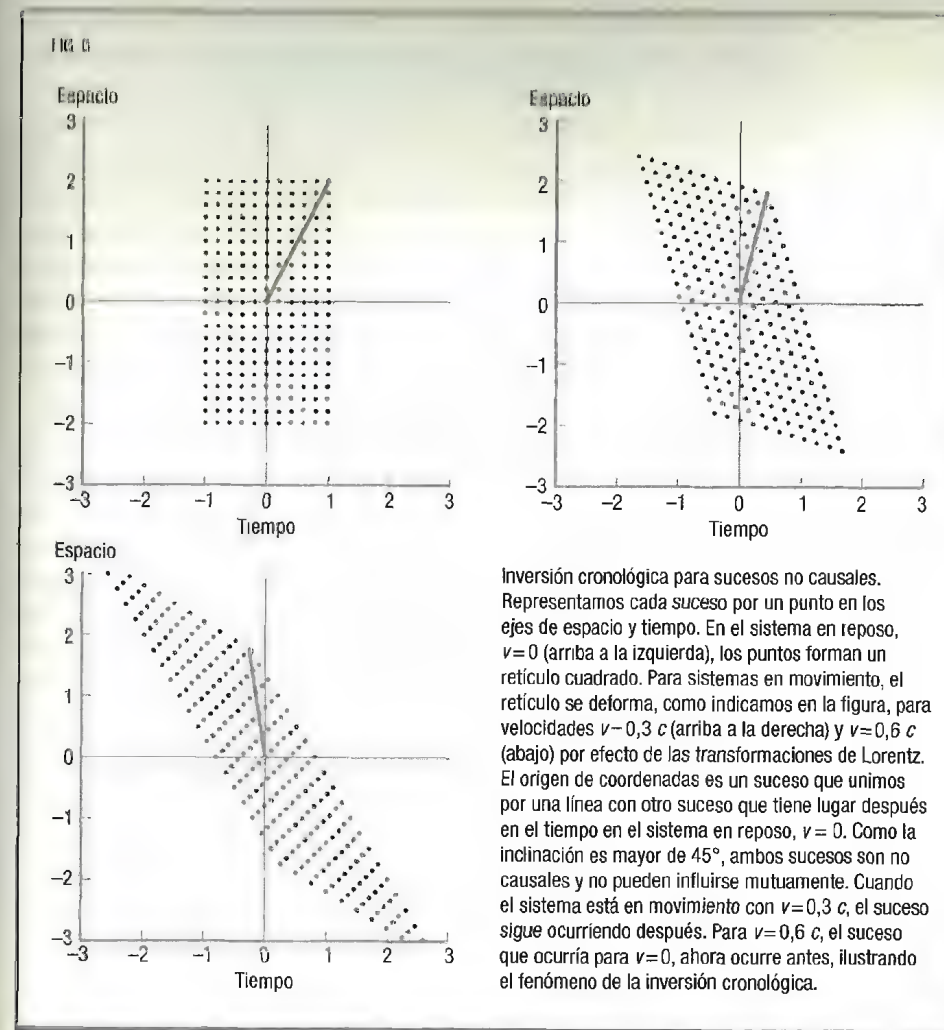 Espacio
3
2
1
0
−1
−2
−3
−3 −2 −1 0 1 2 3
Tiempo
Espacio
3
2
1
0
−1
−2
−3
−3 −2 −1 0 1 2 3
Tiempo
Espacio
3
2
1
0
−1
−2
−3
−3 −2 −1 0 1 2 3
Tiempo
Inversión cronológica para sucesos no causales.
Representamos cada suceso por un punto en los
ejes de espacio y tiempo. En el sistema en reposo,
v=0 (arriba a la izquierda), los puntos forman un
retículo cuadrado. Para sistemas en movimiento, el
retículo se deforma, como indicamos en la figura, para
velocidades v−0,3 c (arriba a la derecha) y v=0,6 c
(abajo) por efecto de las transformaciones de Lorentz.
El origen de coordenadas es un suceso que unimos
por una línea con otro suceso que tiene lugar después
en el tiempo en el sistema en reposo, v= 0. Como la
inclinación es mayor de 45°, ambos sucesos son no
causales y no pueden influirse mutuamente. Cuando
el sistema está en movimiento con v=0,3 c, el suceso
sigue ocurriendo después. Para v=0,6 c, el suceso
que ocurría para v=0, ahora ocurre antes, ilustrando
el fenómeno de la inversión cronológica.